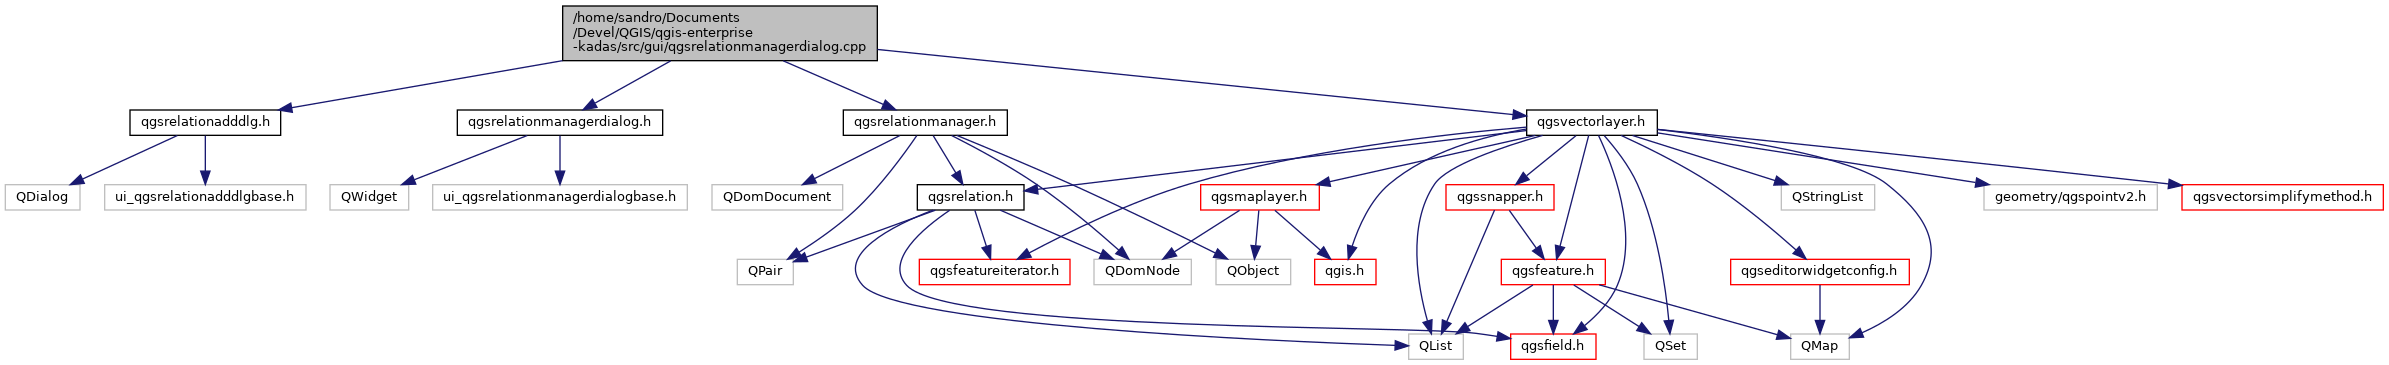 /home/sandro/Documents
/Devel/QGIS/qgis-enterprise
-kadas/src/gui/qgsrelationmanagerdialog.cpp
qgsrelationadddlg.h
qgsrelationmanagerdialog.h
qgsrelationmanager.h
qgsvectorlayer.h
QDialog
ui_qgsrelationadddlgbase.h
QWidget
ui_qgsrelationmanagerdialogbase.h
QDomDocument
qgsrelation.h
qgsmaplayer.h
qgssnapper.h
QStringList
geometry/qgspointv2.h
qgsvectorsimplifymethod.h
QPair
qgsfeatureiterator.h
QDomNode
QObject
qgis.h
qgsfeature.h
qgseditorwidgetconfig.h
QList
qgsfield.h
QSet
QMap